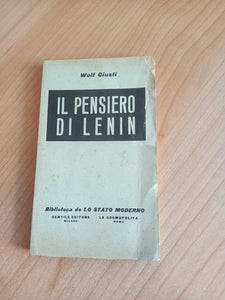 Wolf Giusti
IL PENSIERO
DI LENIN
Biblioteca de LO STATO MODERNO
GENTILE EDITORE LA COSMOPOLITA
MILANO ROMA